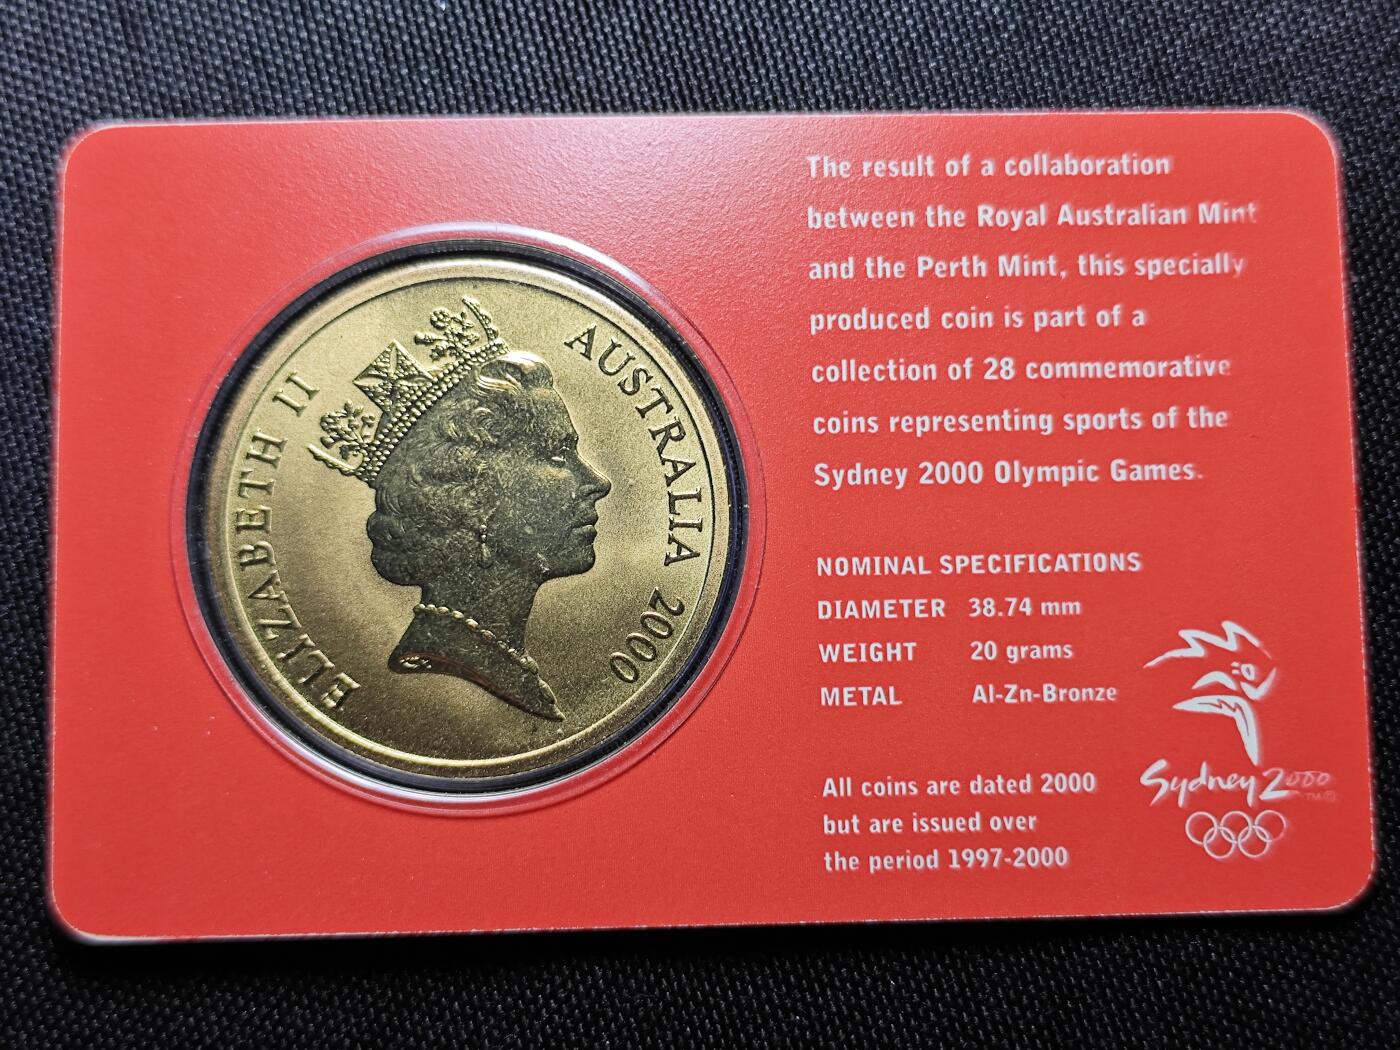 ELIZABETH II
AUSTRALIA 2000
The result of a collaboration
between the Royal Australian Mint
and the Perth Mint, this specially
produced coin is part of a
collection of 28 commemorative
coins representing sports of the
Sydney 2000 Olympic Games.
NOMINAL SPECIFICATIONS
DIAMETER 38.74 mm
WEIGHT 20 grams
METAL Al-Zn-Bronze
All coins are dated 2000
but are issued over
the period 1997-2000
Sydney 2000
TM©